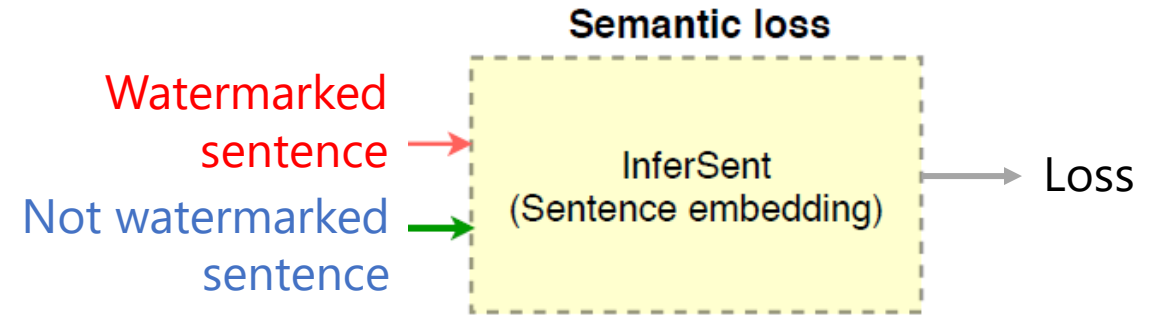 Semantic loss
Watermarked
sentence
Not watermarked
sentence
InferSent
(Sentence embedding)
Loss